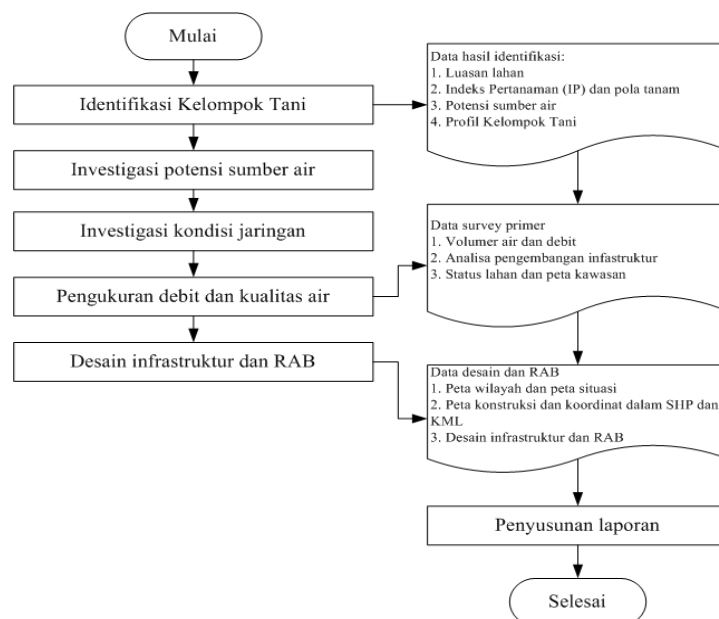 Mulai
Identifikasi Kelompok Tani
Investigasi potensi sumber air
Investigasi kondisi jaringan
Pengukuran debit dan kualitas air
Desain infrastruktur dan RAB
Data hasil identifikasi:
1. Luasan lahan
2. Indeks Pertanaman (IP) dan pola tanam
3. Potensi sumber air
4. Profil Kelompok Tani
Data survey primer
1. Volumer air dan debit
2. Analisa pengembangan infastruktur
3. Status lahan dan peta kawasan
Data desain dan RAB
1. Peta wilayah dan peta situasi
2. Peta konstruksi dan koordinat dalam SHP dan
KML
3. Desain infrastruktur dan RAB
Penyusunan laporan
Selesai